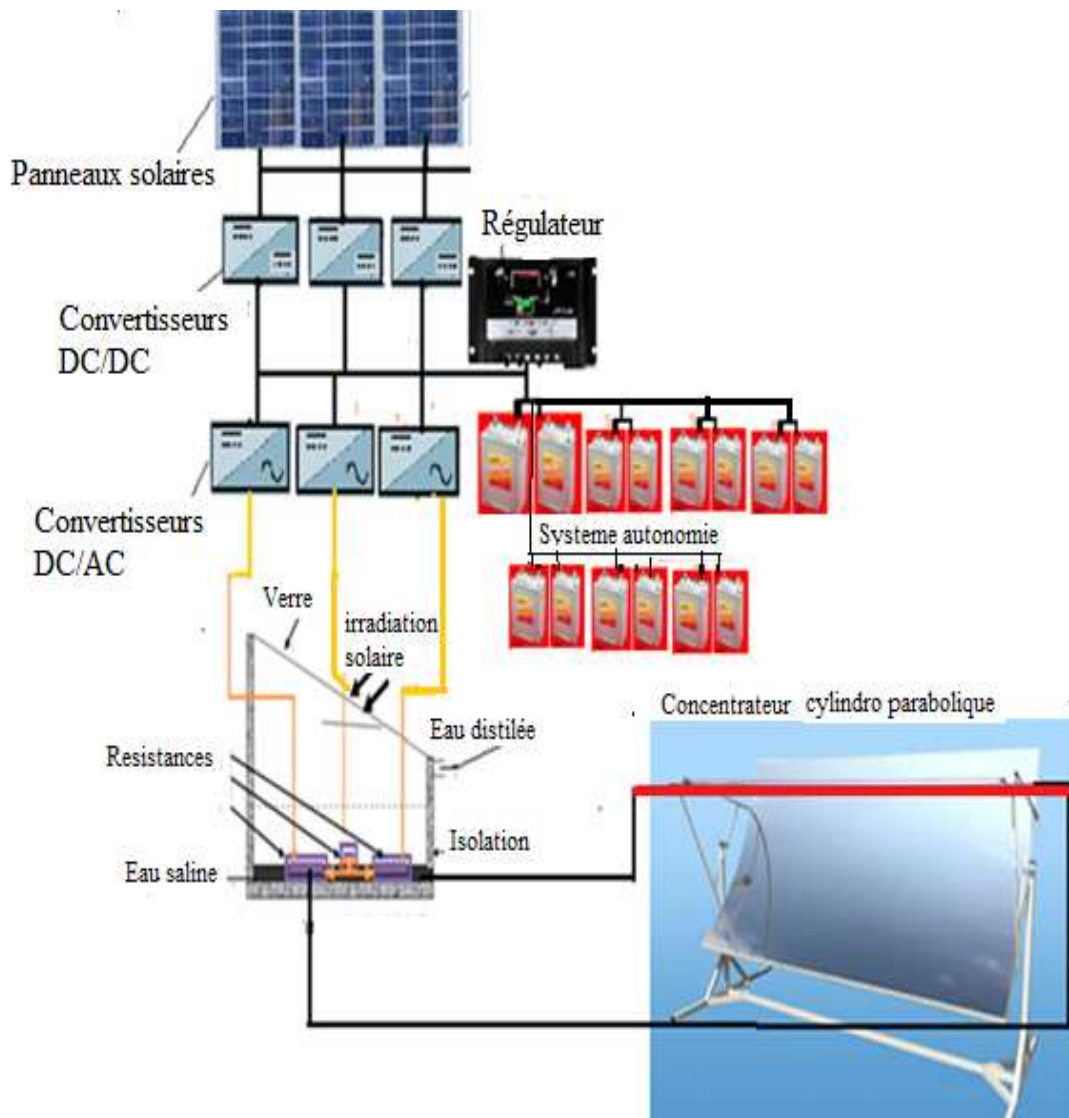 Panneaux solaires
Régulateur
Convertisseurs
DC/DC
Convertisseurs
DC/AC
Systeme autonomie
Verre
irradiation
solaire
Concentrateur cylindro parabolique
Eau distilée
Resistances
Isolation
Eau saline